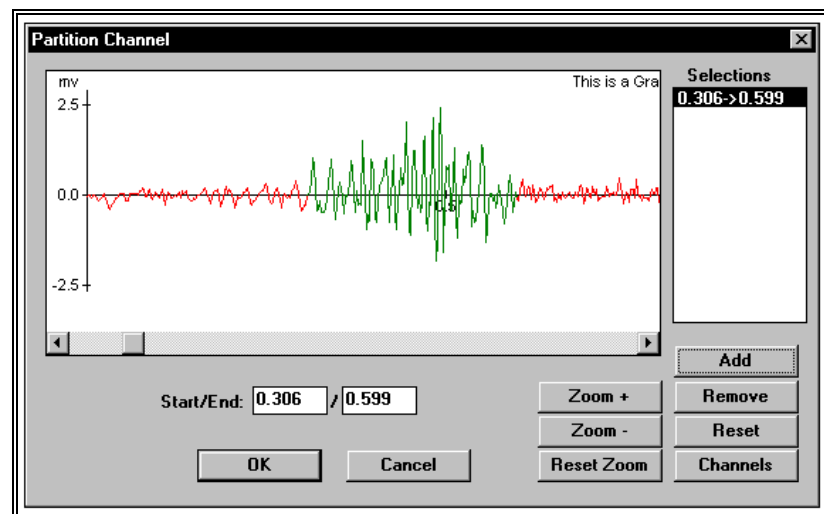 Partition Channel
mv
This is a Gra
2.5
0.0
0.5
-2.5
Selections
0.306->0.599
Start/End: 0.306 / 0.599
OK
Cancel
Zoom +
Zoom -
Reset Zoom
Add
Remove
Reset
Channels